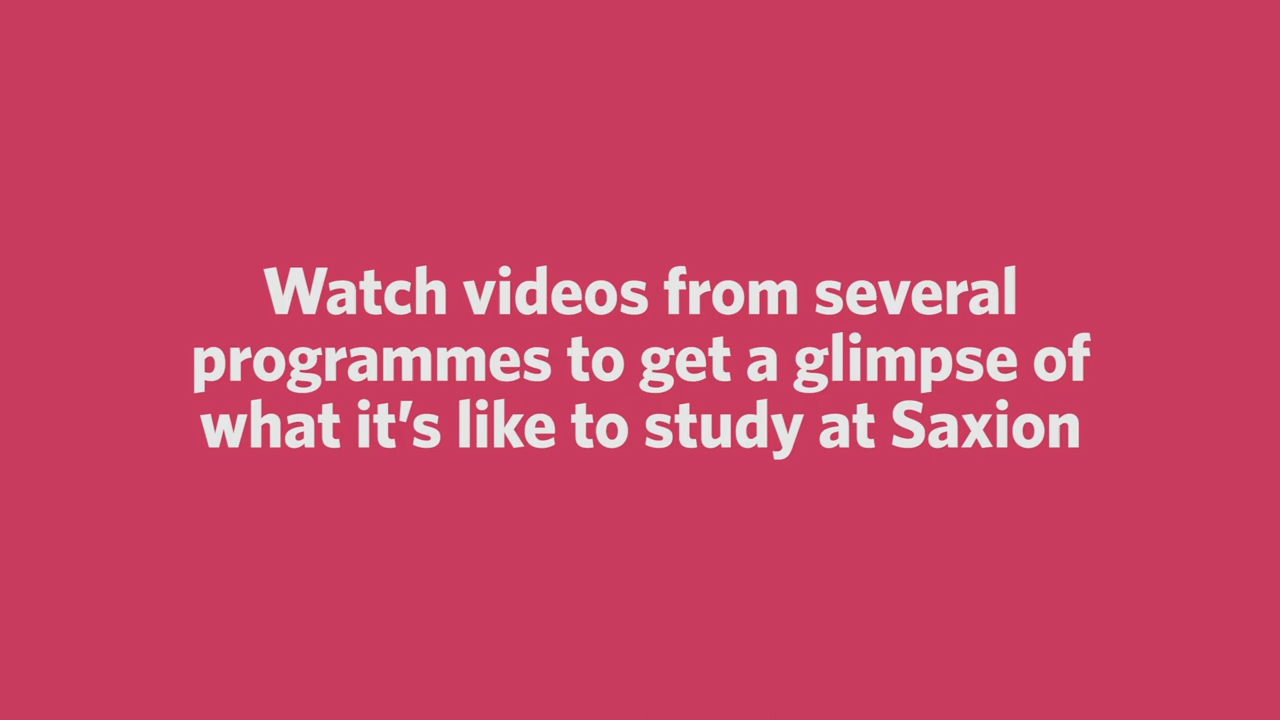 Watch videos from several
programmes to get a glimpse of
what it’s like to study at Saxion